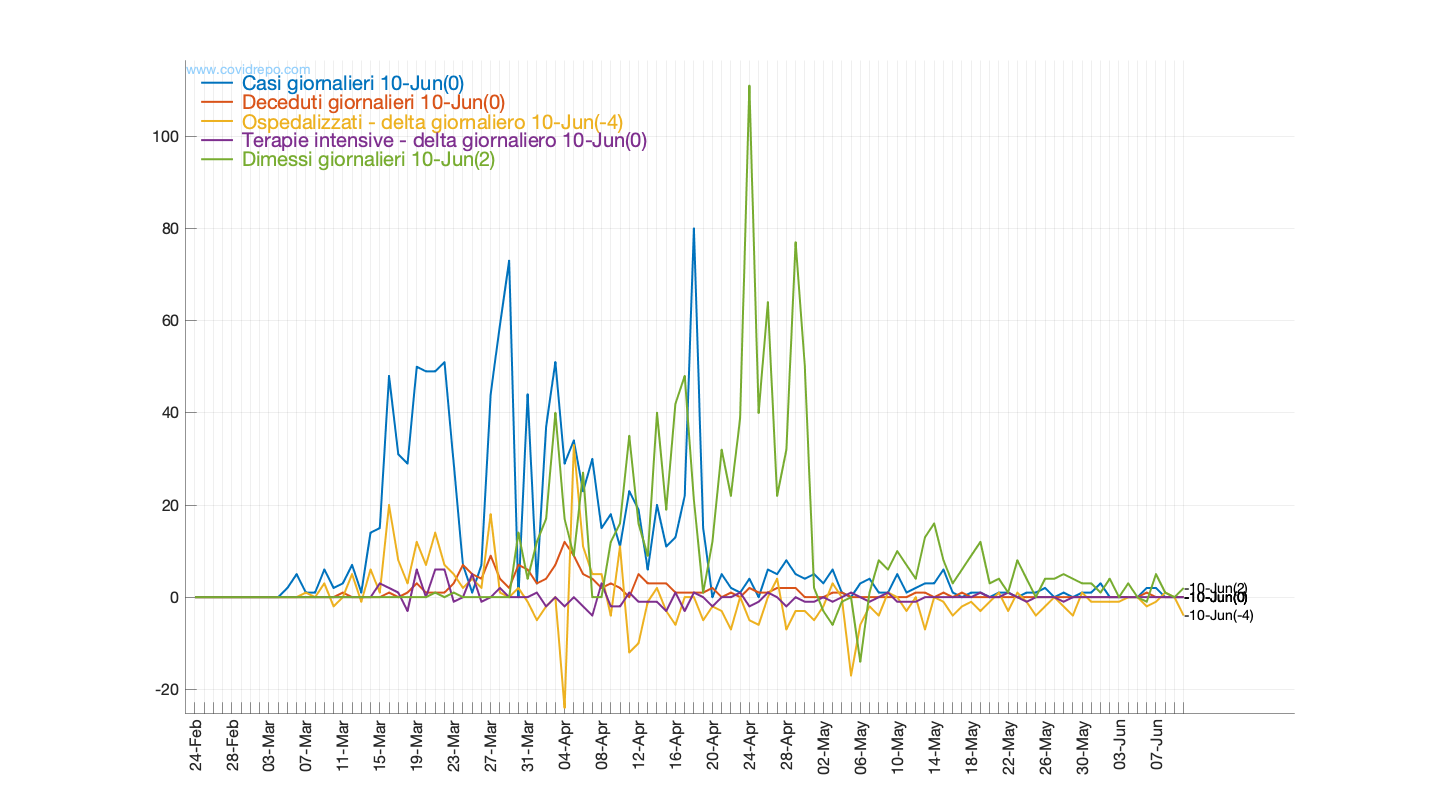 www.covidrepo.com
Casi giornalieri 10-Jun(0)
Deceduti giornalieri 10-Jun(0)
Ospedalizzati - delta giornaliero 10-Jun(-4)
Terapie intensive - delta giornaliero 10-Jun(0)
Dimessi giornalieri 10-Jun(2)
100
80
60
40
20
0
-20
10-Jun(2)
10-Jun(0)
10-Jun(-4)
24-Feb
28-Feb
03-Mar
07-Mar
11-Mar
15-Mar
19-Mar
23-Mar
27-Mar
31-Mar
04-Apr
08-Apr
12-Apr
16-Apr
20-Apr
24-Apr
28-Apr
02-May
06-May
10-May
14-May
18-May
22-May
26-May
30-May
03-Jun
07-Jun